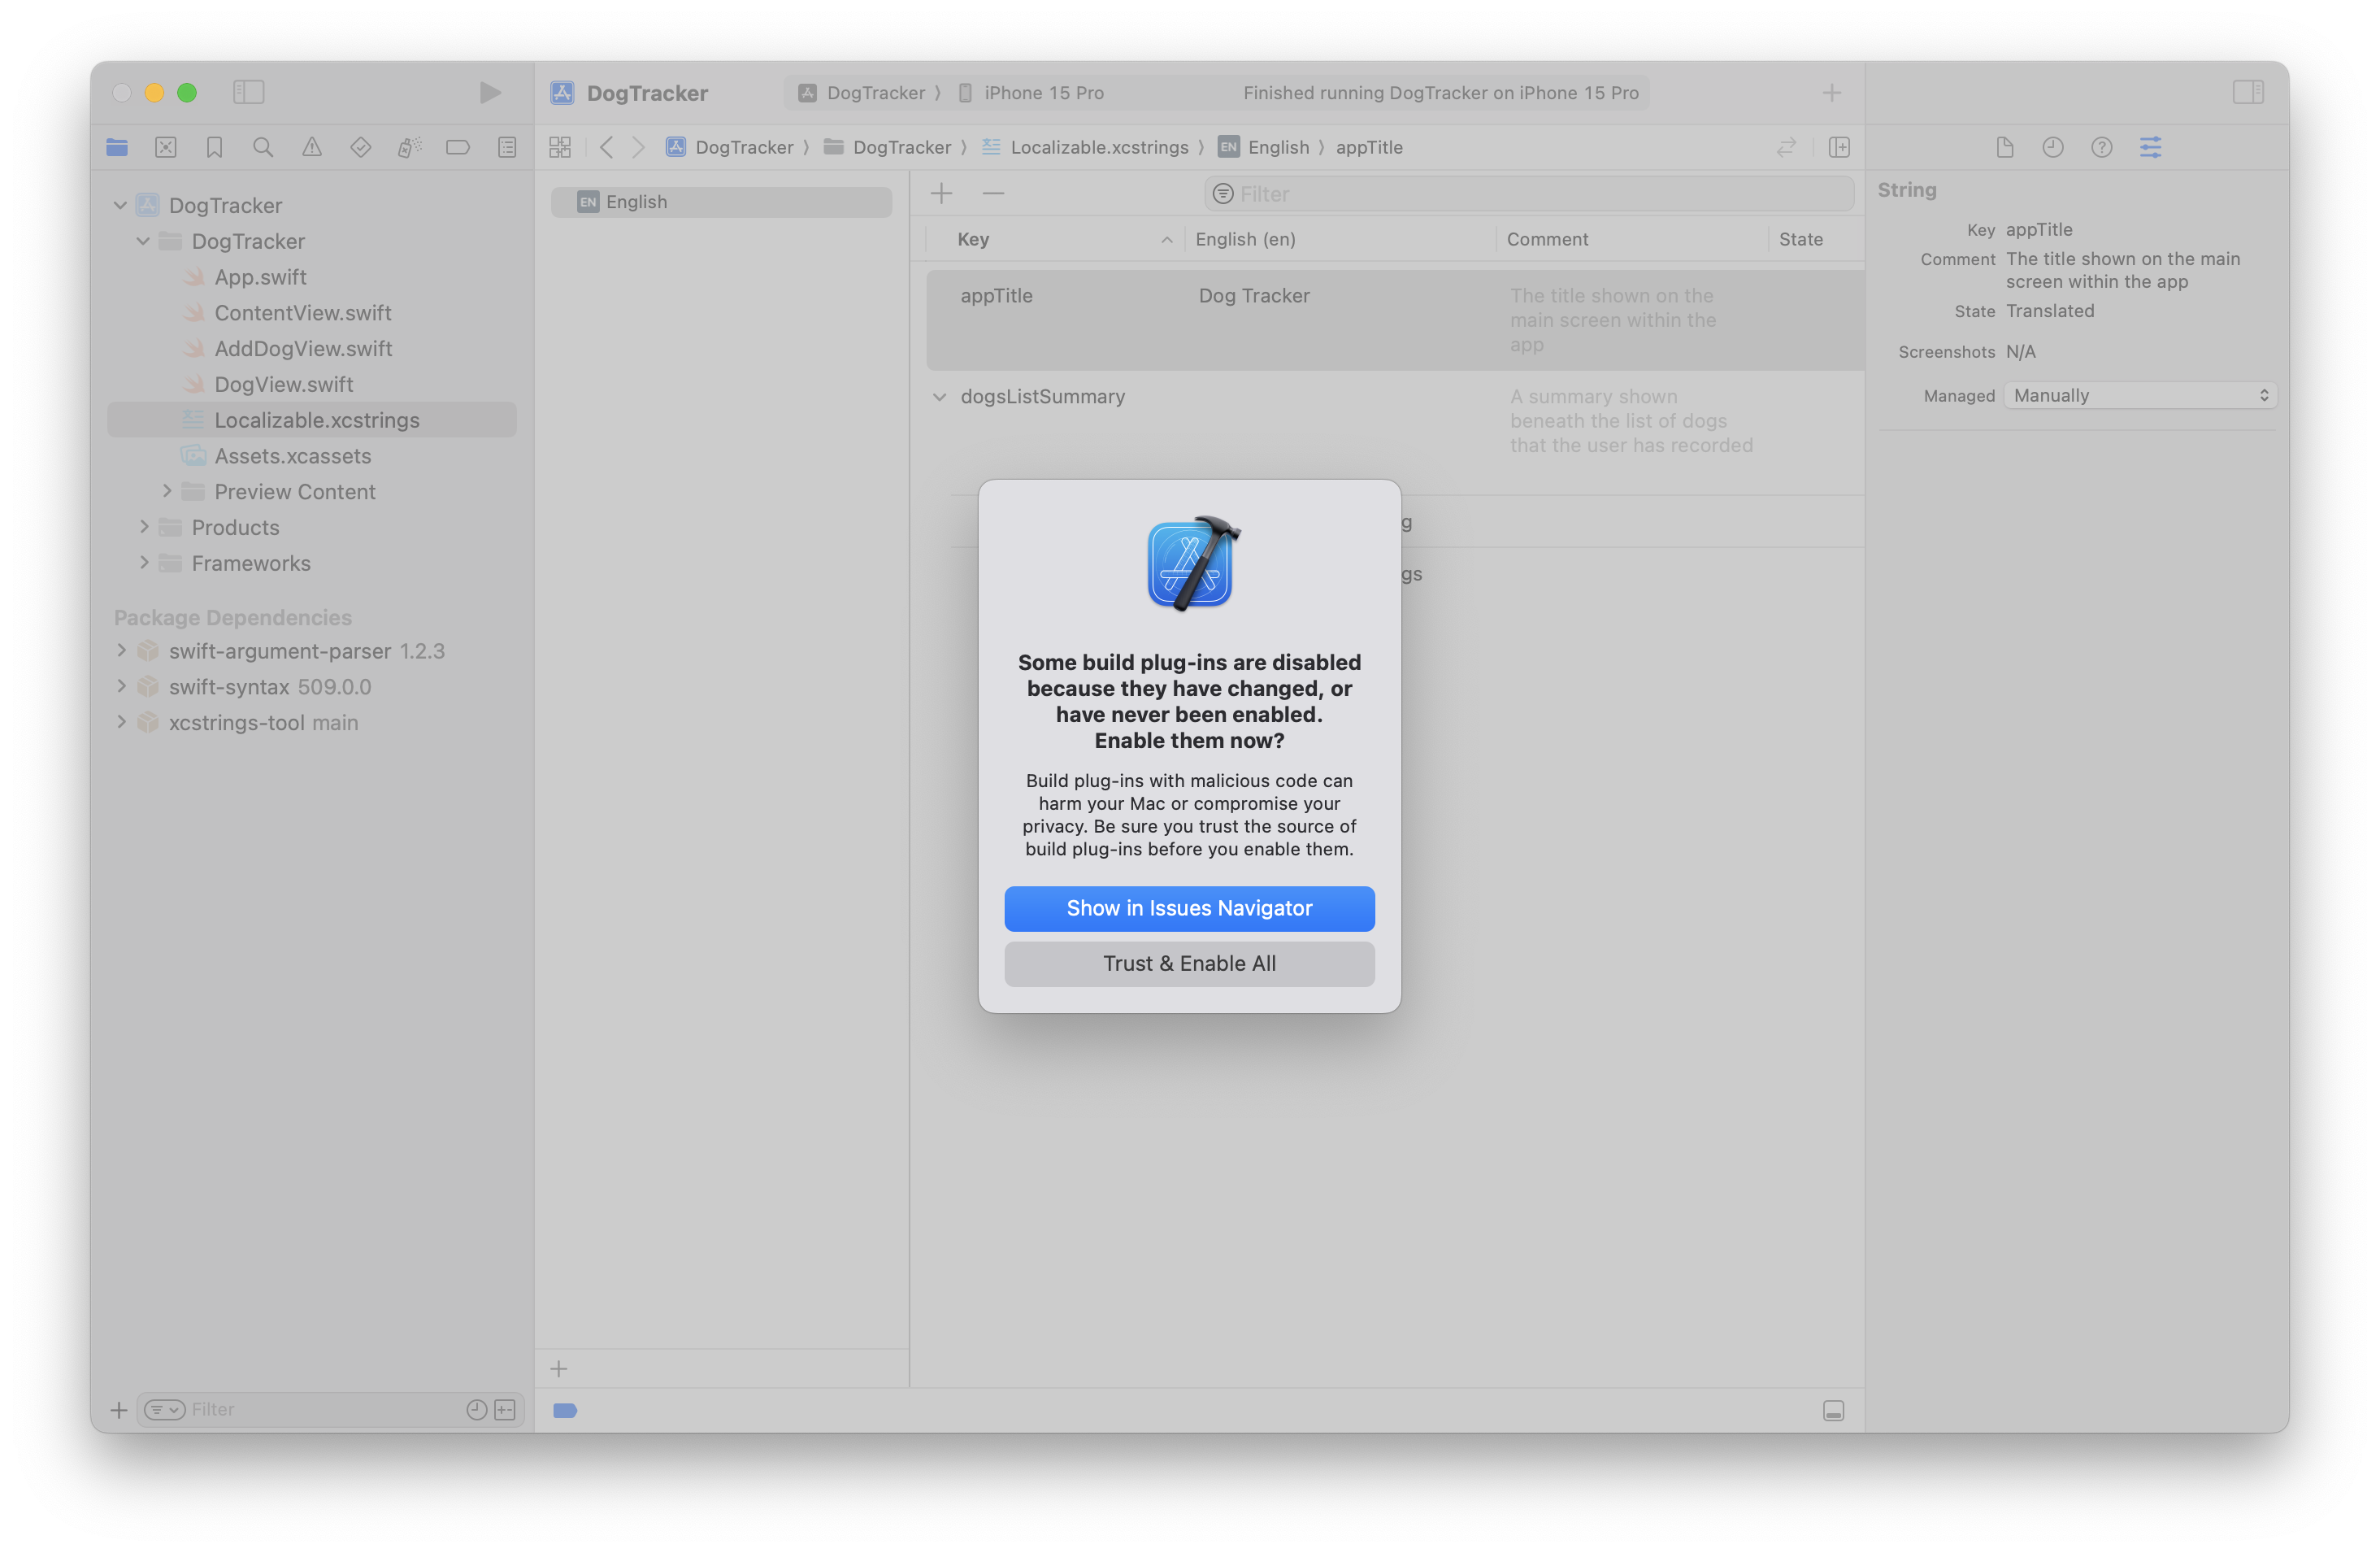 DogTracker
DogTracker
iPhone 15 Pro
Finished running DogTracker on iPhone 15 Pro
DogTracker
DogTracker
Localizable.xcstrings
EN
English
appTitle
DogTracker
DogTracker
App.swift
ContentView.swift
AddDogView.swift
DogView.swift
Localizable.xcstrings
Assets.xcassets
Preview Content
Products
Frameworks
Package Dependencies
swift-argument-parser 1.2.3
swift-syntax 509.0.0
xcstrings-tool main
Filter
EN English
Filter
Key
English (en)
Comment
State
appTitle
Dog Tracker
The title shown on the
main screen within the
app
dogsListSummary
A summary shown
beneath the list of dogs
that the user has recorded
g
gs
Some build plug-ins are disabled
because they have changed, or
have never been enabled.
Enable them now?
Build plug-ins with malicious code can
harm your Mac or compromise your
privacy. Be sure you trust the source of
build plug-ins before you enable them.
Show in Issues Navigator
Trust & Enable All
String
Key appTitle
Comment The title shown on the main
screen within the app
State Translated
Screenshots N/A
Managed Manually